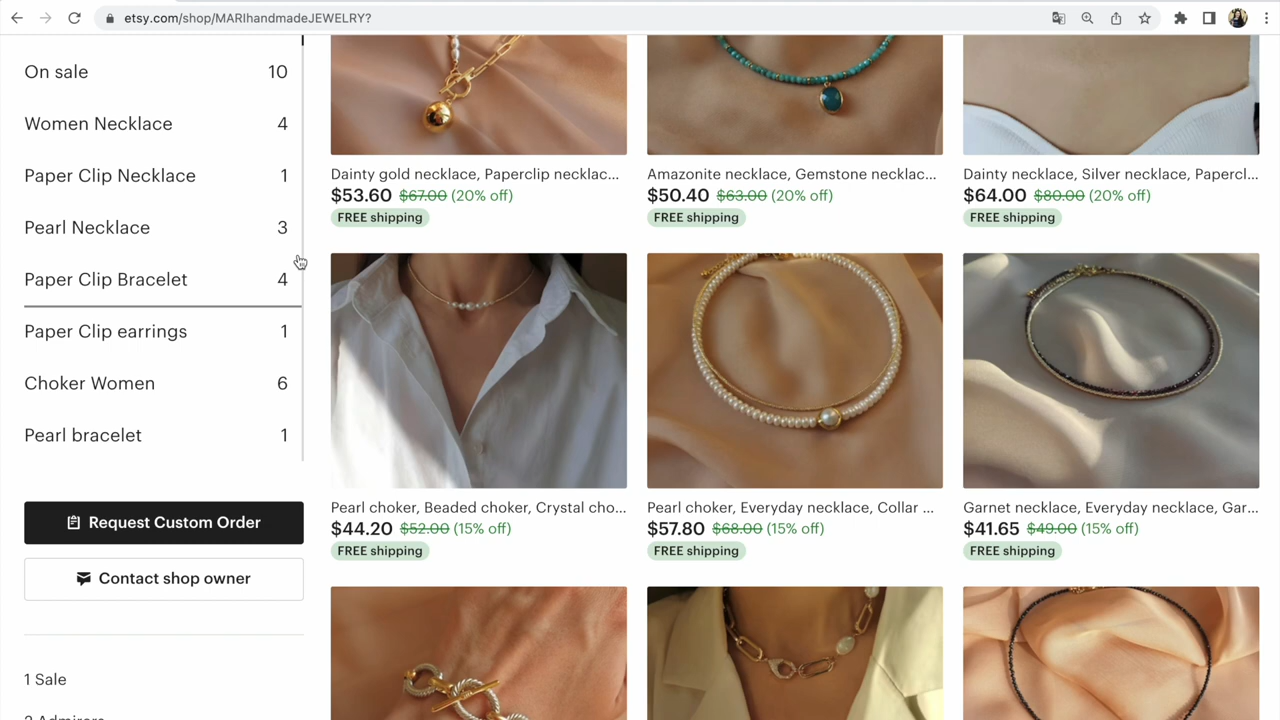 etsy.com/shop/MARIhandmadeJEWELRY?
On sale 10
Women Necklace 4
Paper Clip Necklace 1
Pearl Necklace 3
Paper Clip Bracelet 4
Paper Clip earrings 1
Choker Women 6
Pearl bracelet 1
Request Custom Order
Contact shop owner
1 Sale
2 Admirers
Dainty gold necklace, Paperclip necklac...
$53.60 $67.00 (20% off)
FREE shipping
Amazonite necklace, Gemstone necklac...
$50.40 $63.00 (20% off)
FREE shipping
Dainty necklace, Silver necklace, Papercl...
$64.00 $80.00 (20% off)
FREE shipping
Pearl choker, Beaded choker, Crystal cho...
$44.20 $52.00 (15% off)
FREE shipping
Pearl choker, Everyday necklace, Collar ...
$57.80 $68.00 (15% off)
FREE shipping
Garnet necklace, Everyday necklace, Gar...
$41.65 $49.00 (15% off)
FREE shipping